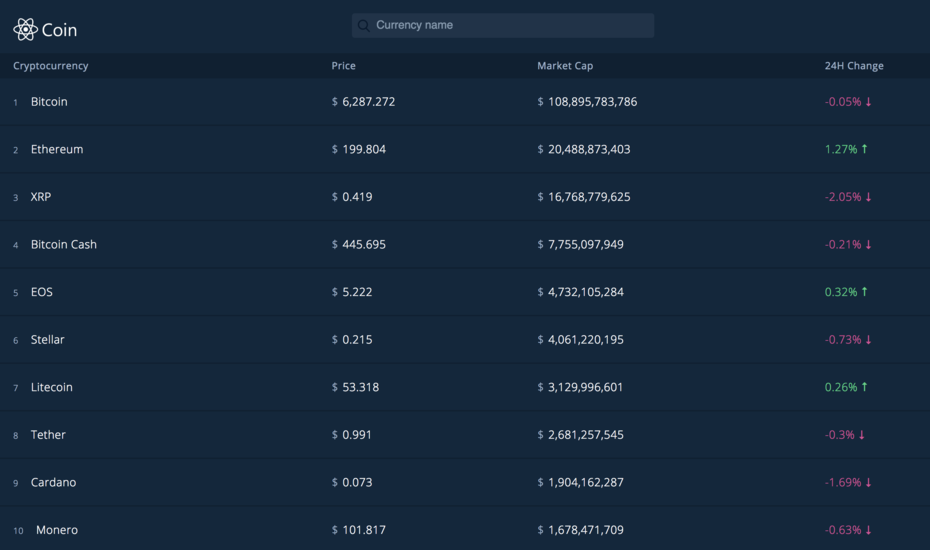 Coin
Currency name
Cryptocurrency Price Market Cap 24H Change
1 Bitcoin $ 6,287.272 $ 108,895,783,786 -0.05% ↓
2 Ethereum $ 199.804 $ 20,488,873,403 1.27% ↑
3 XRP $ 0.419 $ 16,768,779,625 -2.05% ↓
4 Bitcoin Cash $ 445.695 $ 7,755,097,949 -0.21% ↓
5 EOS $ 5.222 $ 4,732,105,284 0.32% ↑
6 Stellar $ 0.215 $ 4,061,220,195 -0.73% ↓
7 Litecoin $ 53.318 $ 3,129,996,601 0.26% ↑
8 Tether $ 0.991 $ 2,681,257,545 -0.3% ↓
9 Cardano $ 0.073 $ 1,904,162,287 -1.69% ↓
10 Monero $ 101.817 $ 1,678,471,709 -0.63% ↓